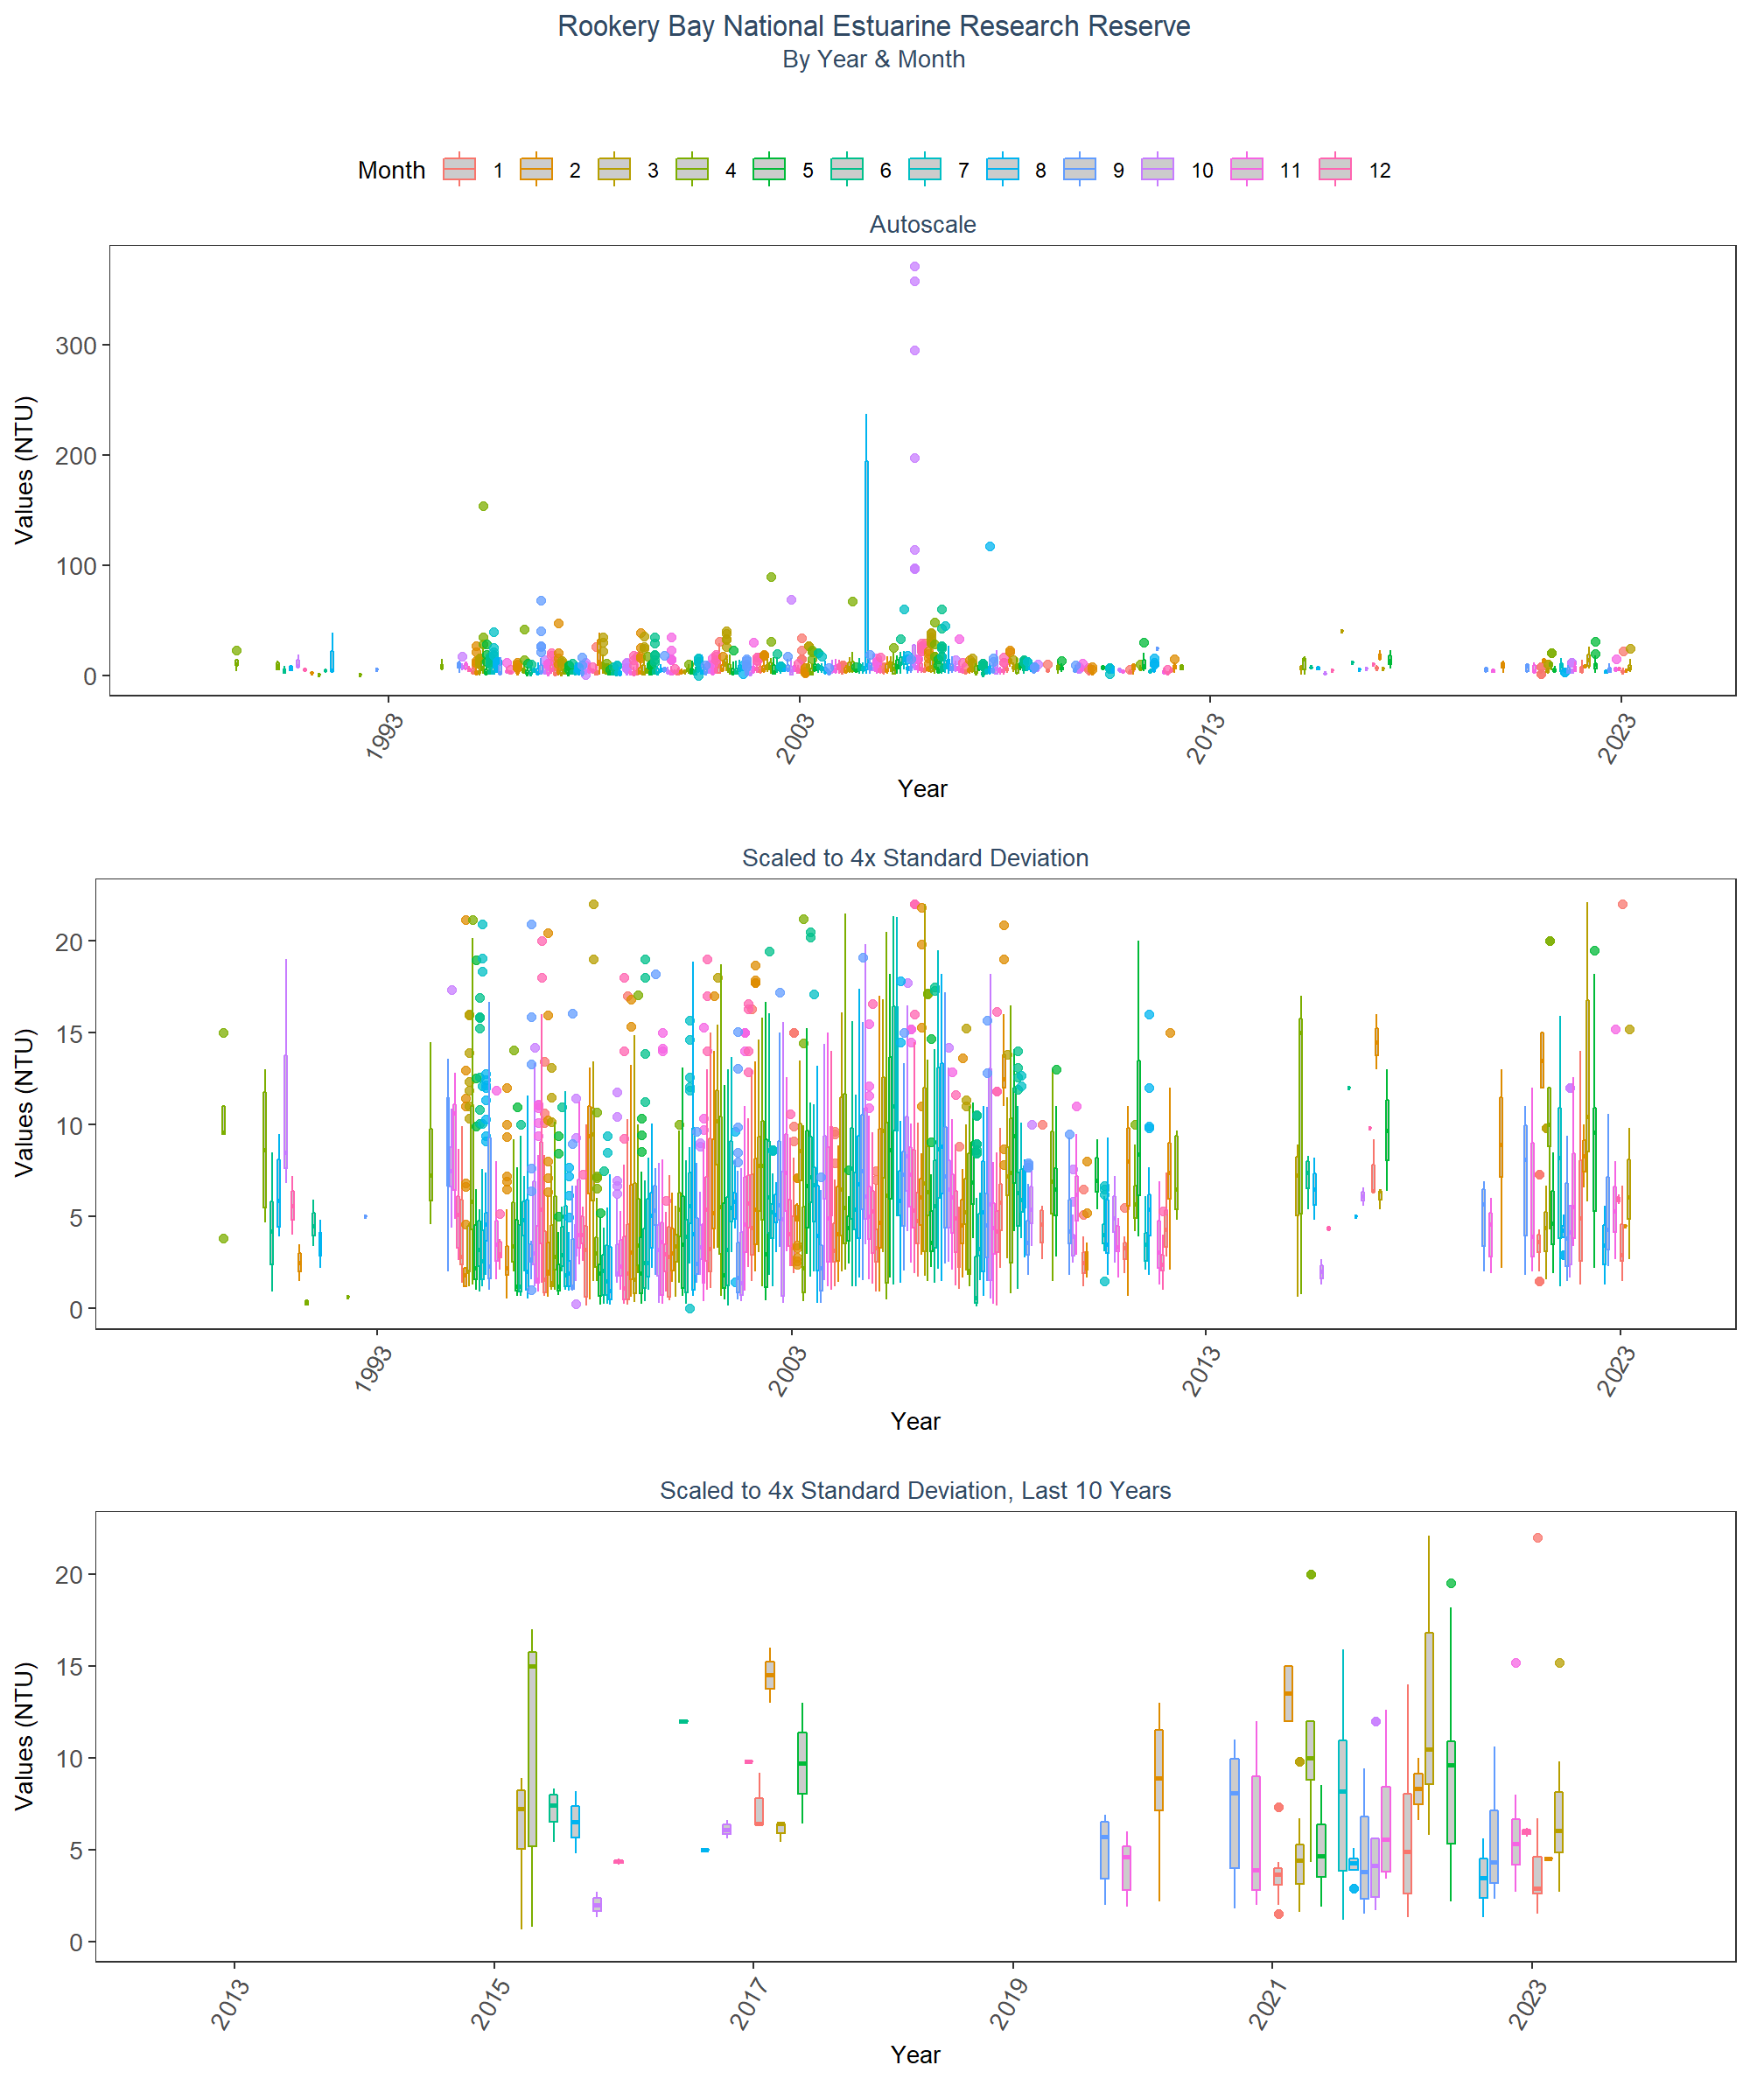 Rookery Bay National Estuarine Research Reserve
By Year & Month
Month 1 2 3 4 5 6 7 8 9 10 11 12
Autoscale
Values (NTU)
300
200
100
0
1993 2003 2013 2023
Year
Scaled to 4x Standard Deviation
Values (NTU)
20
15
10
5
0
1993 2003 2013 2023
Year
Scaled to 4x Standard Deviation, Last 10 Years
Values (NTU)
20
15
10
5
0
2013 2015 2017 2019 2021 2023
Year